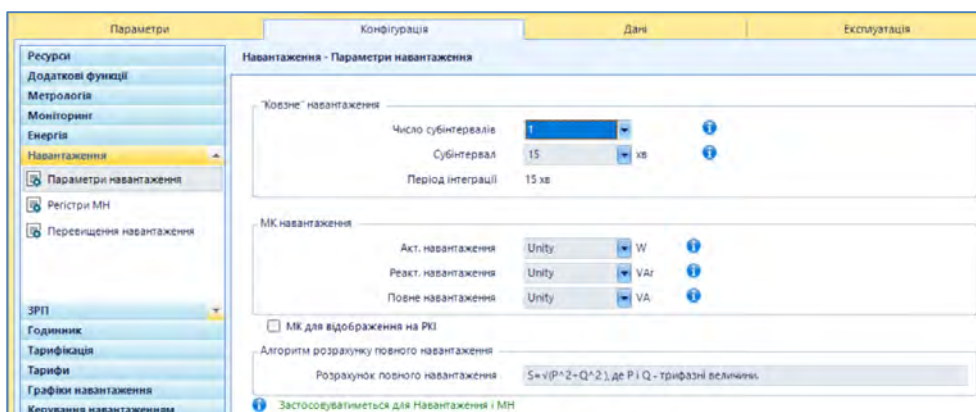 Параметри
Конфігурація
Дані
Експлуатація
Ресурси
Додаткові функції
Метрологія
Моніторинг
Енергія
Навантаження
Параметри навантаження
Регістри МН
Перевищення навантаження
ЗРП
Годинник
Тарифікація
Тарифи
Графіки навантаження
Керування навантаженням
Навантаження - Параметри навантаження
"Ковзне" навантаження
Число субінтервалів 1
Субінтервал 15 хв
Період інтеграції 15 хв
МК навантаження
Акт. навантаження Unity W
Реакт. навантаження Unity VAr
Повне навантаження Unity VA
МК для відображення на РКІ
Алгоритм розрахунку повного навантаження
Розрахунок повного навантаження S=√(P^2+Q^2), де P і Q - трифазні величини.
Застосовуватиметься для Навантаження і МН